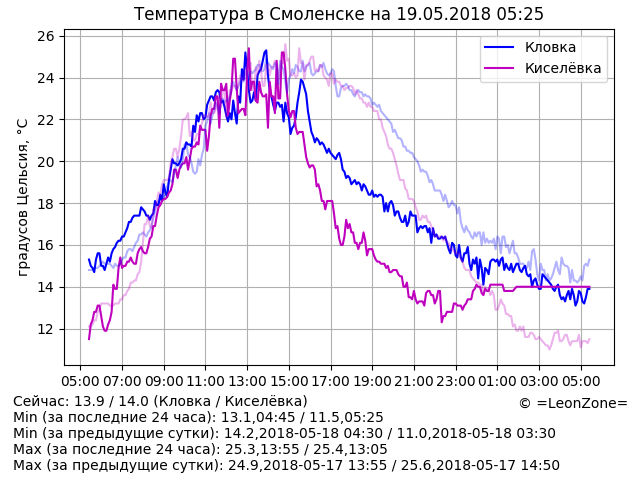 Температура в Смоленске на 19.05.2018 05:25
градусов Цельсия, °C
26
24
22
20
18
16
14
12
Кловка
Киселёвка
05:00 07:00 09:00 11:00 13:00 15:00 17:00 19:00 21:00 23:00 01:00 03:00 05:00
Сейчас: 13.9 / 14.0 (Кловка / Киселёвка)
© =LeonZone=
Min (за последние 24 часа): 13.1,04:45 / 11.5,05:25
Min (за предыдущие сутки): 14.2,2018-05-18 04:30 / 11.0,2018-05-18 03:30
Max (за последние 24 часа): 25.3,13:55 / 25.4,13:05
Max (за предыдущие сутки): 24.9,2018-05-17 13:55 / 25.6,2018-05-17 14:50